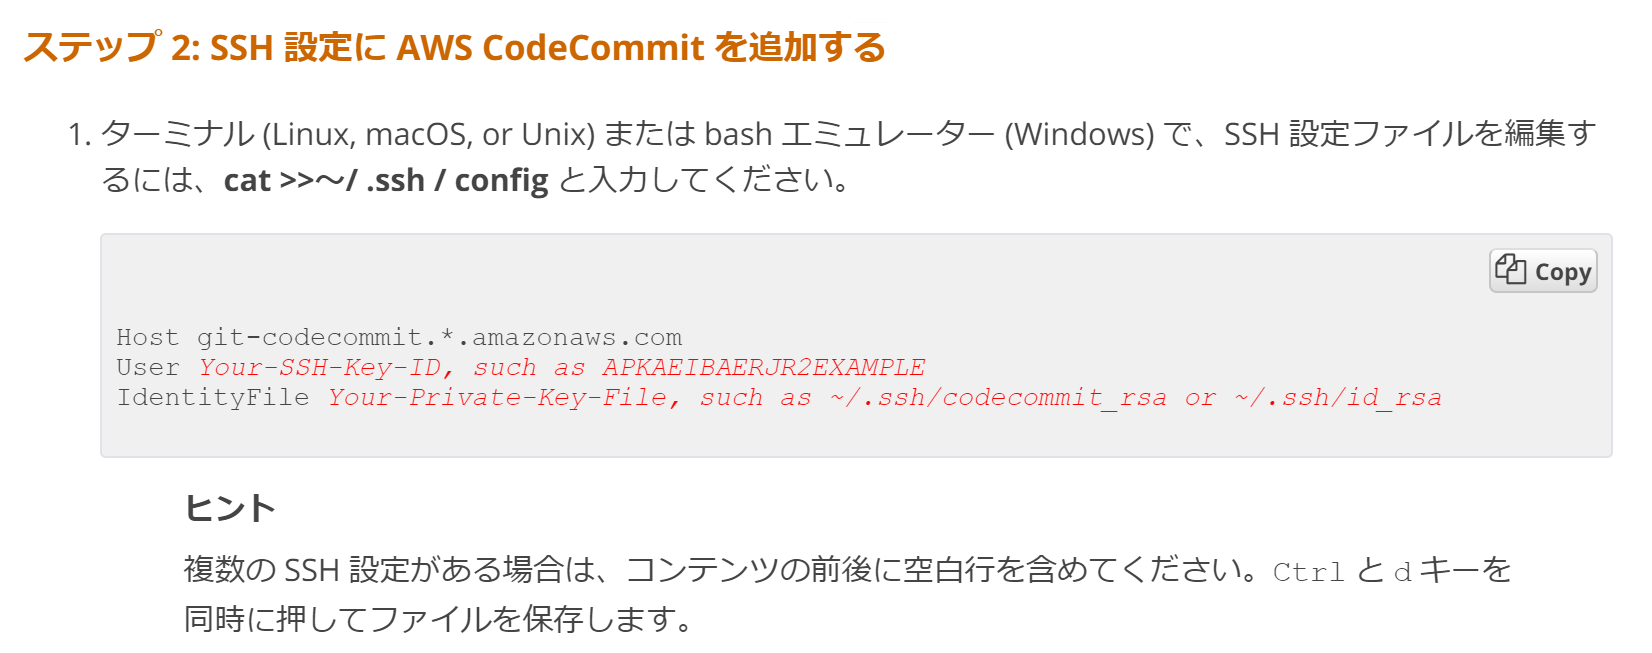 ステップ 2: SSH 設定に AWS CodeCommit を追加する
1. ターミナル (Linux, macOS, or Unix) または bash エミュレーター (Windows) で、SSH 設定ファイルを編集す
るには、cat >>〜/ .ssh / config と入力してください。
Copy
Host git-codecommit.*.amazonaws.com
User Your-SSH-Key-ID, such as APKAEIBAERJR2EXAMPLE
IdentityFile Your-Private-Key-File, such as ~/.ssh/codecommit_rsa or ~/.ssh/id_rsa
ヒント
複数の SSH 設定がある場合は、コンテンツの前後に空白行を含めてください。Ctrl と d キーを
同時に押してファイルを保存します。